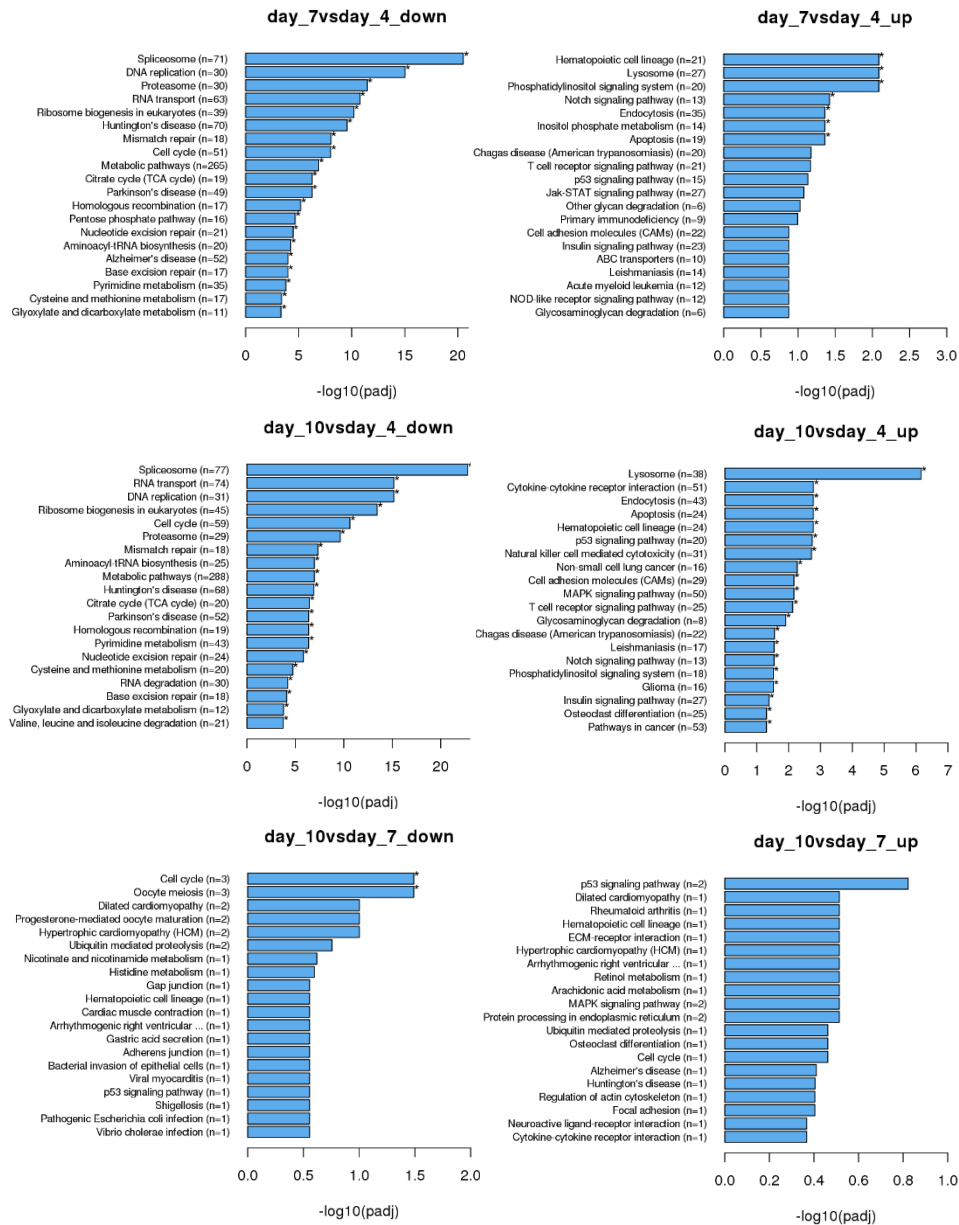 day_7vsday_4_down
Spliceosome (n=71)
DNA replication (n=30)
Proteasome (n=30)
RNA transport (n=63)
Ribosome biogenesis in eukaryotes (n=39)
Huntington's disease (n=70)
Mismatch repair (n=18)
Cell cycle (n=51)
Metabolic pathways (n=265)
Citrate cycle (TCA cycle) (n=19)
Parkinson's disease (n=49)
Homologous recombination (n=17)
Pentose phosphate pathway (n=16)
Nucleotide excision repair (n=21)
Aminoacyl-tRNA biosynthesis (n=20)
Alzheimer's disease (n=52)
Base excision repair (n=17)
Pyrimidine metabolism (n=35)
Cysteine and methionine metabolism (n=17)
Glyoxylate and dicarboxylate metabolism (n=11)
0 5 10 15 20
-log10(padj)
day_7vsday_4_up
Hematopoietic cell lineage (n=21)
Lysosome (n=27)
Phosphatidylinositol signaling system (n=20)
Notch signaling pathway (n=13)
Endocytosis (n=35)
Inositol phosphate metabolism (n=14)
Apoptosis (n=19)
Chagas disease (American trypanosomiasis) (n=20)
T cell receptor signaling pathway (n=21)
p53 signaling pathway (n=15)
Jak-STAT signaling pathway (n=27)
Other glycan degradation (n=6)
Primary immunodeficiency (n=9)
Cell adhesion molecules (CAMs) (n=22)
Insulin signaling pathway (n=23)
ABC transporters (n=10)
Leishmaniasis (n=14)
Acute myeloid leukemia (n=12)
NOD-like receptor signaling pathway (n=12)
Glycosaminoglycan degradation (n=6)
0.0 0.5 1.0 1.5 2.0 2.5 3.0
-log10(padj)
day_10vsday_4_down
Spliceosome (n=77)
RNA transport (n=74)
DNA replication (n=31)
Ribosome biogenesis in eukaryotes (n=45)
Cell cycle (n=59)
Proteasome (n=29)
Mismatch repair (n=18)
Aminoacyl-tRNA biosynthesis (n=25)
Metabolic pathways (n=288)
Huntington's disease (n=68)
Citrate cycle (TCA cycle) (n=20)
Parkinson's disease (n=52)
Homologous recombination (n=19)
Pyrimidine metabolism (n=43)
Nucleotide excision repair (n=24)
Cysteine and methionine metabolism (n=20)
RNA degradation (n=30)
Base excision repair (n=18)
Glyoxylate and dicarboxylate metabolism (n=12)
Valine, leucine and isoleucine degradation (n=21)
0 5 10 15 20
-log10(padj)
day_10vsday_4_up
Lysosome (n=38)
Cytokine-cytokine receptor interaction (n=51)
Endocytosis (n=43)
Apoptosis (n=24)
Hematopoietic cell lineage (n=24)
p53 signaling pathway (n=20)
Natural killer cell mediated cytotoxicity (n=31)
Non-small cell lung cancer (n=16)
Cell adhesion molecules (CAMs) (n=29)
MAPK signaling pathway (n=50)
T cell receptor signaling pathway (n=25)
Glycosaminoglycan degradation (n=8)
Chagas disease (American trypanosomiasis) (n=22)
Leishmaniasis (n=17)
Notch signaling pathway (n=13)
Phosphatidylinositol signaling system (n=18)
Glioma (n=16)
Insulin signaling pathway (n=27)
Osteoclast differentiation (n=25)
Pathways in cancer (n=53)
0 1 2 3 4 5 6 7
-log10(padj)
day_10vsday_7_down
Cell cycle (n=3)
Oocyte meiosis (n=3)
Dilated cardiomyopathy (n=2)
Progesterone-mediated oocyte maturation (n=2)
Hypertrophic cardiomyopathy (HCM) (n=2)
Ubiquitin mediated proteolysis (n=2)
Nicotinate and nicotinamide metabolism (n=1)
Histidine metabolism (n=1)
Gap junction (n=1)
Hematopoietic cell lineage (n=1)
Cardiac muscle contraction (n=1)
Arrhythmogenic right ventricular ... (n=1)
Gastric acid secretion (n=1)
Adherens junction (n=1)
Bacterial invasion of epithelial cells (n=1)
Viral myocarditis (n=1)
p53 signaling pathway (n=1)
Shigellosis (n=1)
Pathogenic Escherichia coli infection (n=1)
Vibrio cholerae infection (n=1)
0.0 0.5 1.0 1.5 2.0
-log10(padj)
day_10vsday_7_up
p53 signaling pathway (n=2)
Dilated cardiomyopathy (n=1)
Rheumatoid arthritis (n=1)
Hematopoietic cell lineage (n=1)
ECM-receptor interaction (n=1)
Hypertrophic cardiomyopathy (HCM) (n=1)
Arrhythmogenic right ventricular ... (n=1)
Retinol metabolism (n=1)
Arachidonic acid metabolism (n=1)
MAPK signaling pathway (n=2)
Protein processing in endoplasmic reticulum (n=2)
Ubiquitin mediated proteolysis (n=1)
Osteoclast differentiation (n=1)
Cell cycle (n=1)
Alzheimer's disease (n=1)
Huntington's disease (n=1)
Regulation of actin cytoskeleton (n=1)
Focal adhesion (n=1)
Neuroactive ligand-receptor interaction (n=1)
Cytokine-cytokine receptor interaction (n=1)
0.0 0.2 0.4 0.6 0.8 1.0
-log10(padj)